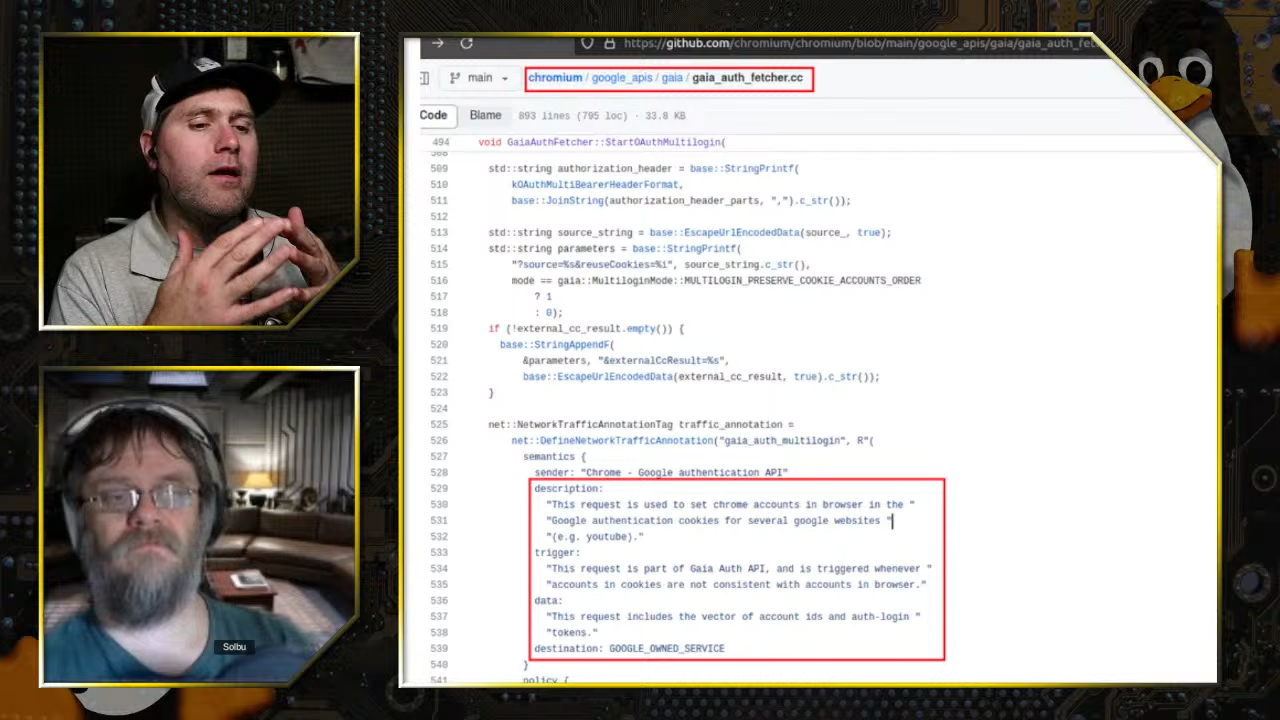 https://github.com/chromium/chromium/blob/main/google_apis/gaia/gaia_auth_fet
main
chromium / google_apis / gaia / gaia_auth_fetcher.cc
Code Blame 893 lines (795 loc) · 33.8 KB
494 void GaiaAuthFetcher::StartOAuthMultilogin(
508
509 std::string authorization_header = base::StringPrintf(
510 kOAuthMultiBearerHeaderFormat,
511 base::JoinString(authorization_header_parts, ",").c_str());
512
513 std::string source_string = base::EscapeUrlEncodedData(source_, true);
514 std::string parameters = base::StringPrintf(
515 "?source=%s&reuseCookies=%i", source_string.c_str(),
516 mode == gaia::MultiloginMode::MULTILOGIN_PRESERVE_COOKIE_ACCOUNTS_ORDER
517 ? 1
518 : 0);
519 if (!external_cc_result.empty()) {
520 base::StringAppendF(
521 &parameters, "&externalCcResult=%s",
522 base::EscapeUrlEncodedData(external_cc_result, true).c_str());
523 }
524
525 net::NetworkTrafficAnnotationTag traffic_annotation =
526 net::DefineNetworkTrafficAnnotation("gaia_auth_multilogin", R"(
527 semantics {
528 sender: "Chrome - Google authentication API"
529 description:
530 "This request is used to set chrome accounts in browser in the "
531 "Google authentication cookies for several google websites "
532 "(e.g. youtube)."
533 trigger:
534 "This request is part of Gaia Auth API, and is triggered whenever "
535 "accounts in cookies are not consistent with accounts in browser."
536 data:
537 "This request includes the vector of account ids and auth-login "
538 "tokens."
539 destination: GOOGLE_OWNED_SERVICE
540 }
541 policy {
Solbu